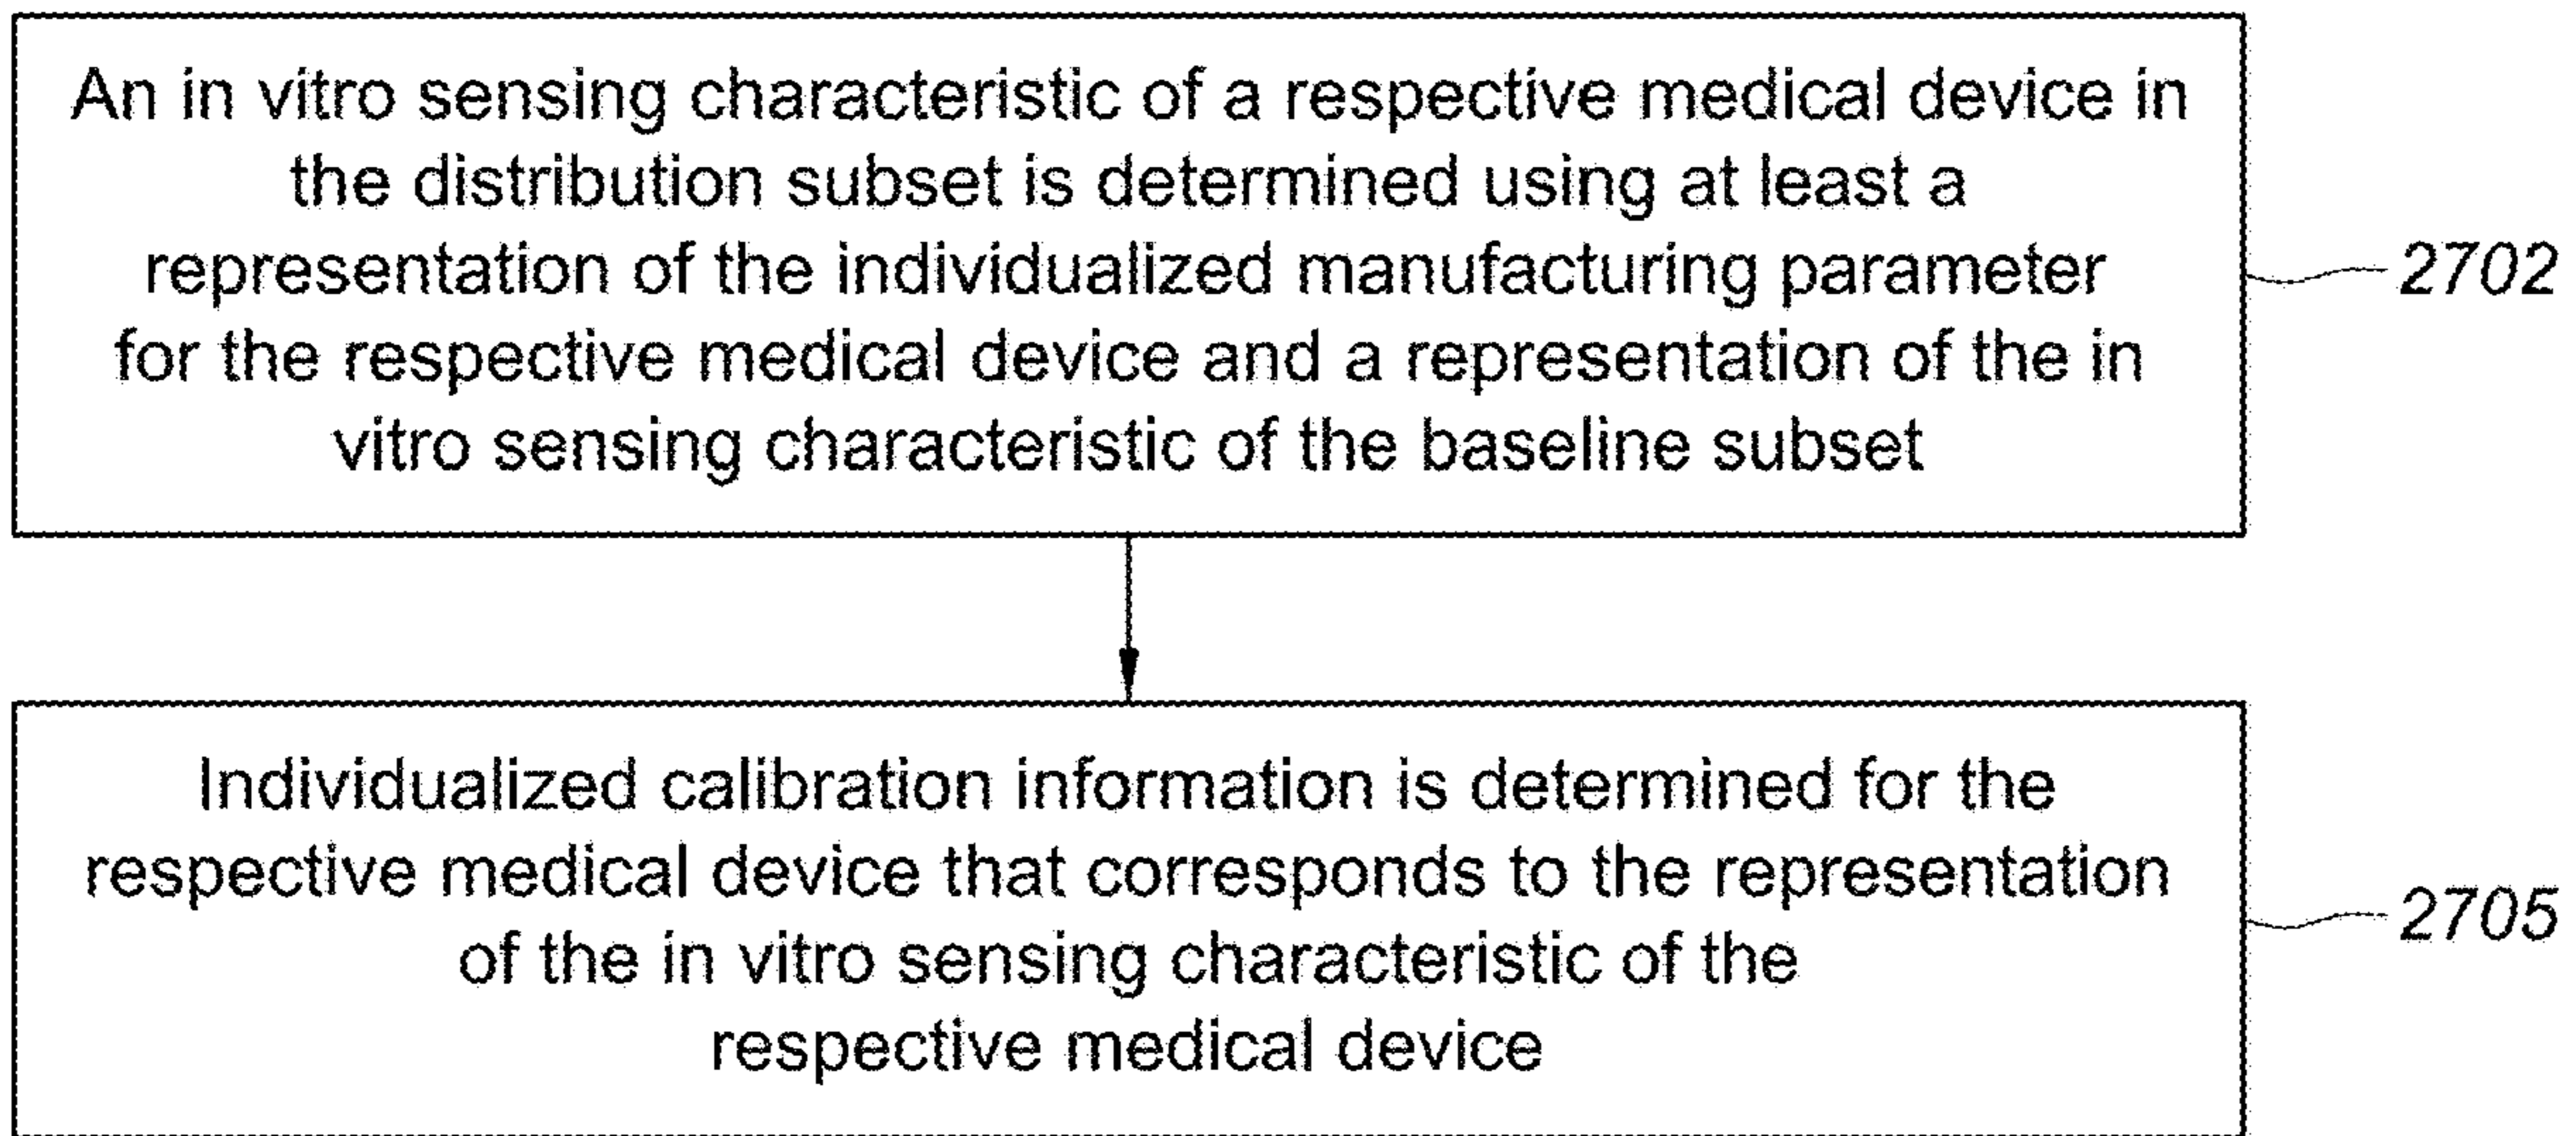 An in vitro sensing characteristic of a respective medical device in
the distribution subset is determined using at least a
representation of the individualized manufacturing parameter
for the respective medical device and a representation of the in
vitro sensing characteristic of the baseline subset
2702
Individualized calibration information is determined for the
respective medical device that corresponds to the representation
of the in vitro sensing characteristic of the
respective medical device
2705